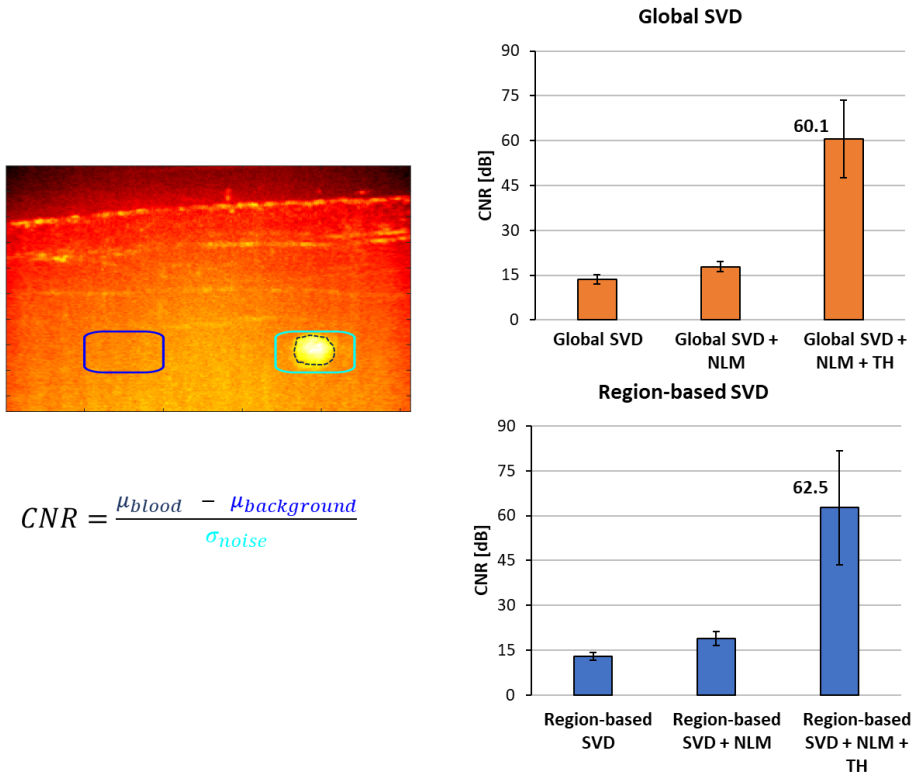 Global SVD
90
75
60
45
30
15
0
CNR [dB]
60.1
Global SVD
Global SVD +
NLM
Global SVD +
NLM + TH
CNR = μblood − μbackground
σnoise
Region-based SVD
90
75
60
45
30
15
0
CNR [dB]
62.5
Region-based
SVD
Region-based
SVD + NLM
Region-based
SVD + NLM +
TH